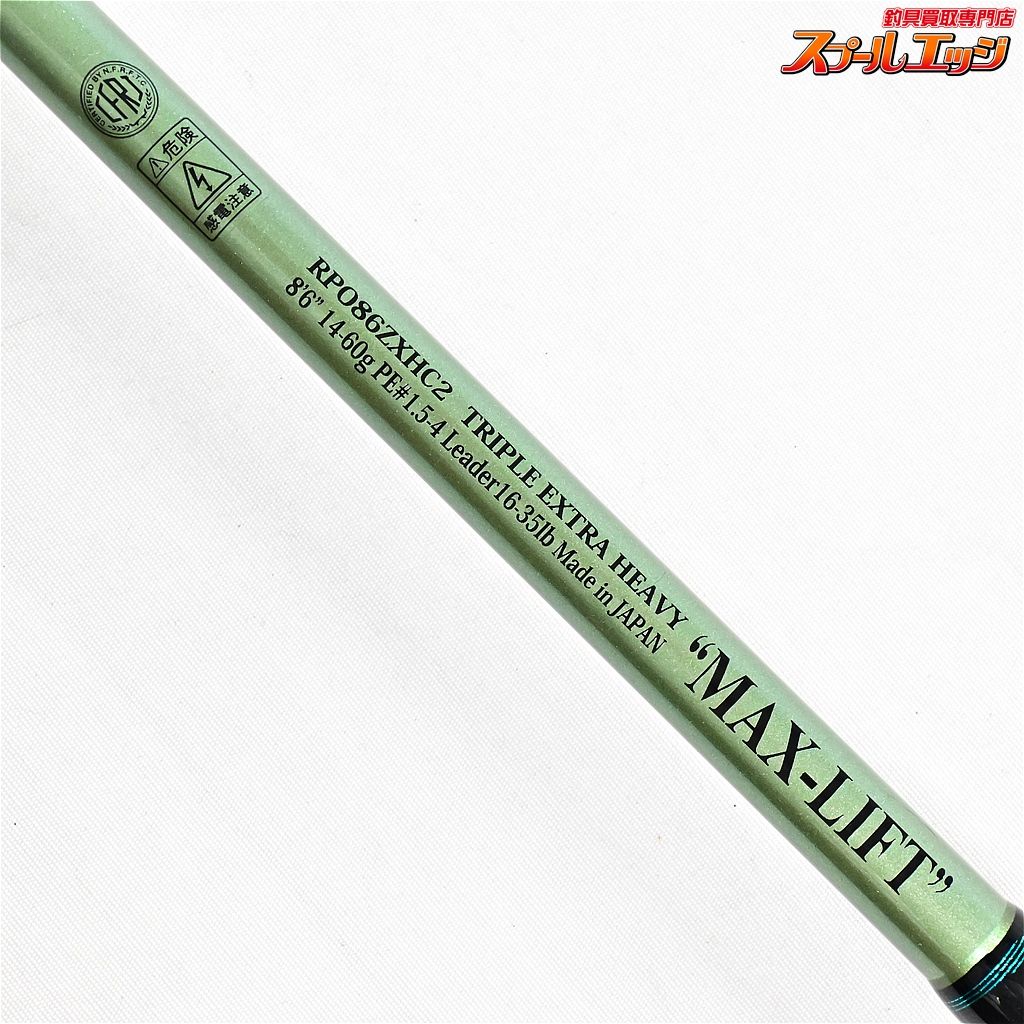 釣具買取専門店
スプールエッジ
CERTIFIED BY N.F.R.F.T.C.
CFRJ
危険
感電注意
RPO86ZXHC2 TRIPLE EXTRA HEAVY
8'6" 14-60g PE#1.5-4 Leader16-35lb Made in JAPAN
“MAX-LIFT”